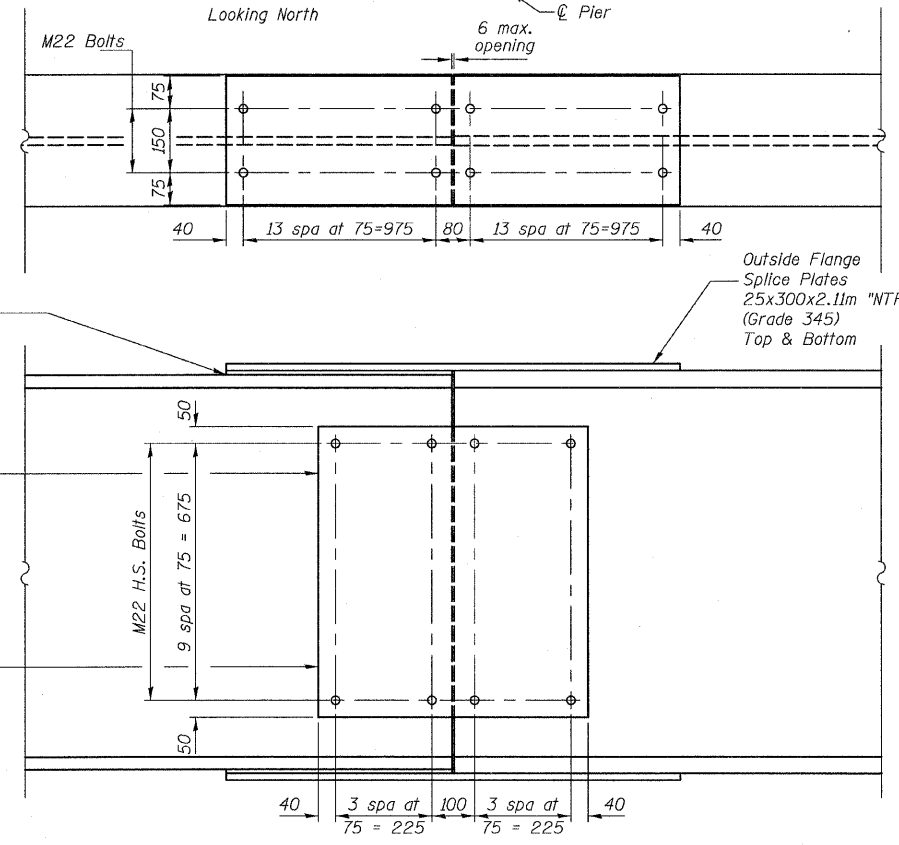 Looking North
℄ Pier
6 max.
opening
M22 Bolts
75
150
75
40
13 spa at 75=975
80
13 spa at 75=975
40
Outside Flange
Splice Plates
25x300x2.11m "NTR
(Grade 345)
Top & Bottom
50
M22 H.S. Bolts
9 spa at 75 = 675
50
40
3 spa at
75 = 225
100
3 spa at
75 = 225
40